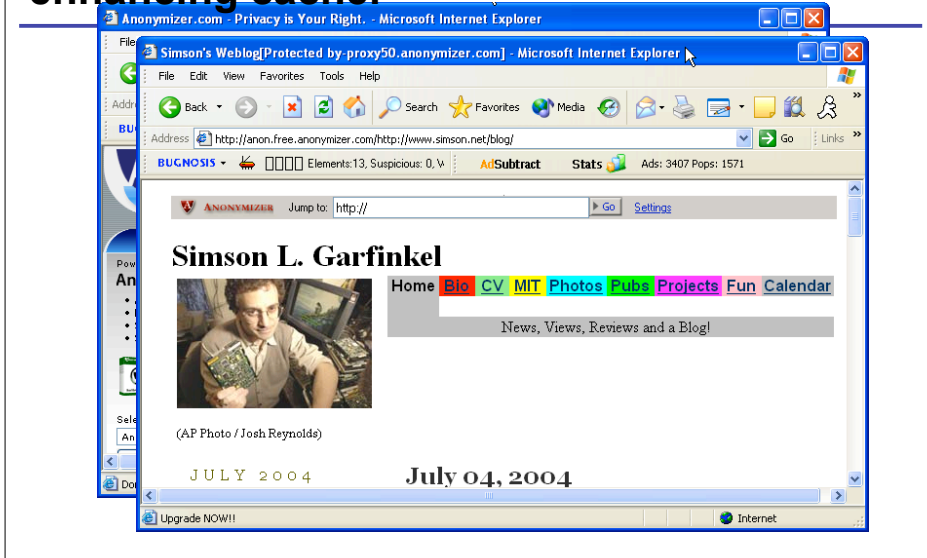 enhancing cache.
Anonymizer.com - Privacy is Your Right. - Microsoft Internet Explorer
File
Simson's Weblog[Protected by-proxy50.anonymizer.com] - Microsoft Internet Explorer
File Edit View Favorites Tools Help
Back Search Favorites Media
Address http://anon.free.anonymizer.com/http://www.simson.net/blog/ Go Links
BUGNOSIS Elements:13, Suspicious: 0, AdSubtract Stats Ads: 3407 Pops: 1571
ANONYMIZER Jump to: http:// Go Settings
Simson L. Garfinkel
Home Bio CV MIT Photos Pubs Projects Fun Calendar
News, Views, Reviews and a Blog!
(AP Photo / Josh Reynolds)
JULY 2004 July 04, 2004
Upgrade NOW!! Internet